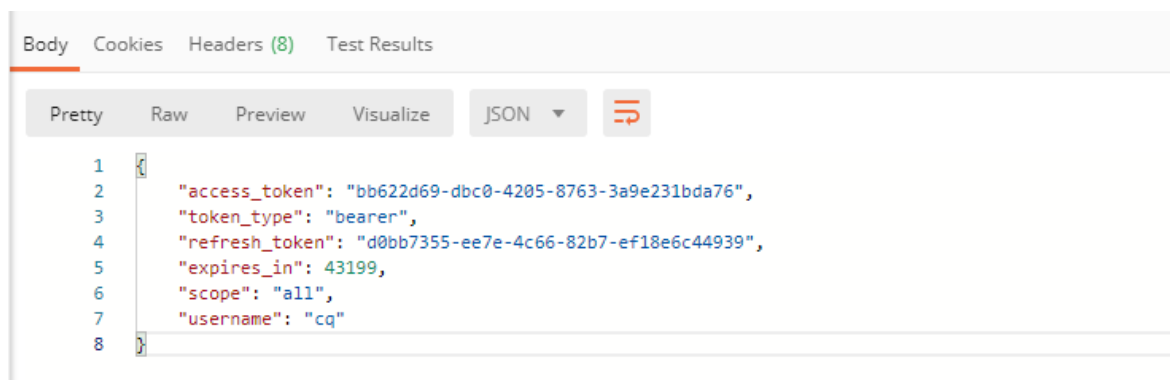 Body Cookies Headers (8) Test Results
Pretty Raw Preview Visualize JSON
1 {
2 "access_token": "bb622d69-dbc0-4205-8763-3a9e231bda76",
3 "token_type": "bearer",
4 "refresh_token": "d0bb7355-ee7e-4c66-82b7-ef18e6c44939",
5 "expires_in": 43199,
6 "scope": "all",
7 "username": "cq"
8 }